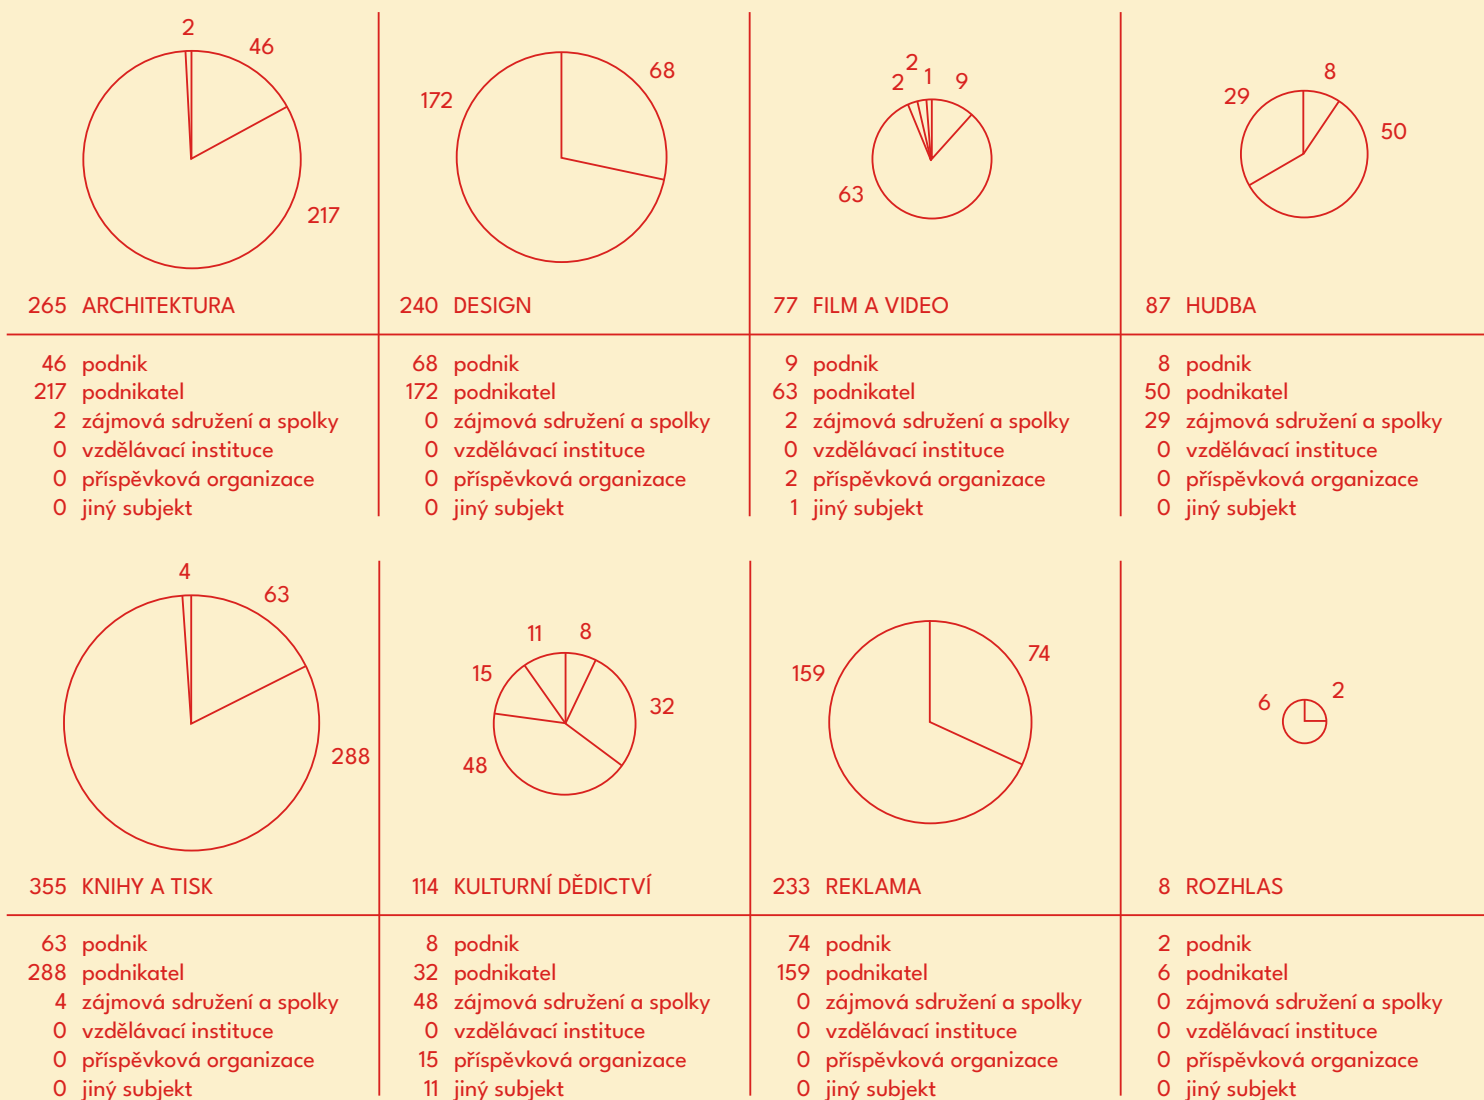 2
46
217
265 ARCHITEKTURA
46 podnik
217 podnikatel
2 zájmová sdružení a spolky
0 vzdělávací instituce
0 příspěvková organizace
0 jiný subjekt
68
172
240 DESIGN
68 podnik
172 podnikatel
0 zájmová sdružení a spolky
0 vzdělávací instituce
0 příspěvková organizace
0 jiný subjekt
2
2
1
9
63
77 FILM A VIDEO
9 podnik
63 podnikatel
2 zájmová sdružení a spolky
0 vzdělávací instituce
2 příspěvková organizace
1 jiný subjekt
8
29
50
87 HUDBA
8 podnik
50 podnikatel
29 zájmová sdružení a spolky
0 vzdělávací instituce
0 příspěvková organizace
0 jiný subjekt
4
63
288
355 KNIHY A TISK
63 podnik
288 podnikatel
4 zájmová sdružení a spolky
0 vzdělávací instituce
0 příspěvková organizace
0 jiný subjekt
11
8
15
32
48
114 KULTURNÍ DĚDICTVÍ
8 podnik
32 podnikatel
48 zájmová sdružení a spolky
0 vzdělávací instituce
15 příspěvková organizace
11 jiný subjekt
74
159
233 REKLAMA
74 podnik
159 podnikatel
0 zájmová sdružení a spolky
0 vzdělávací instituce
0 příspěvková organizace
0 jiný subjekt
2
6
8 ROZHLAS
2 podnik
6 podnikatel
0 zájmová sdružení a spolky
0 vzdělávací instituce
0 příspěvková organizace
0 jiný subjekt